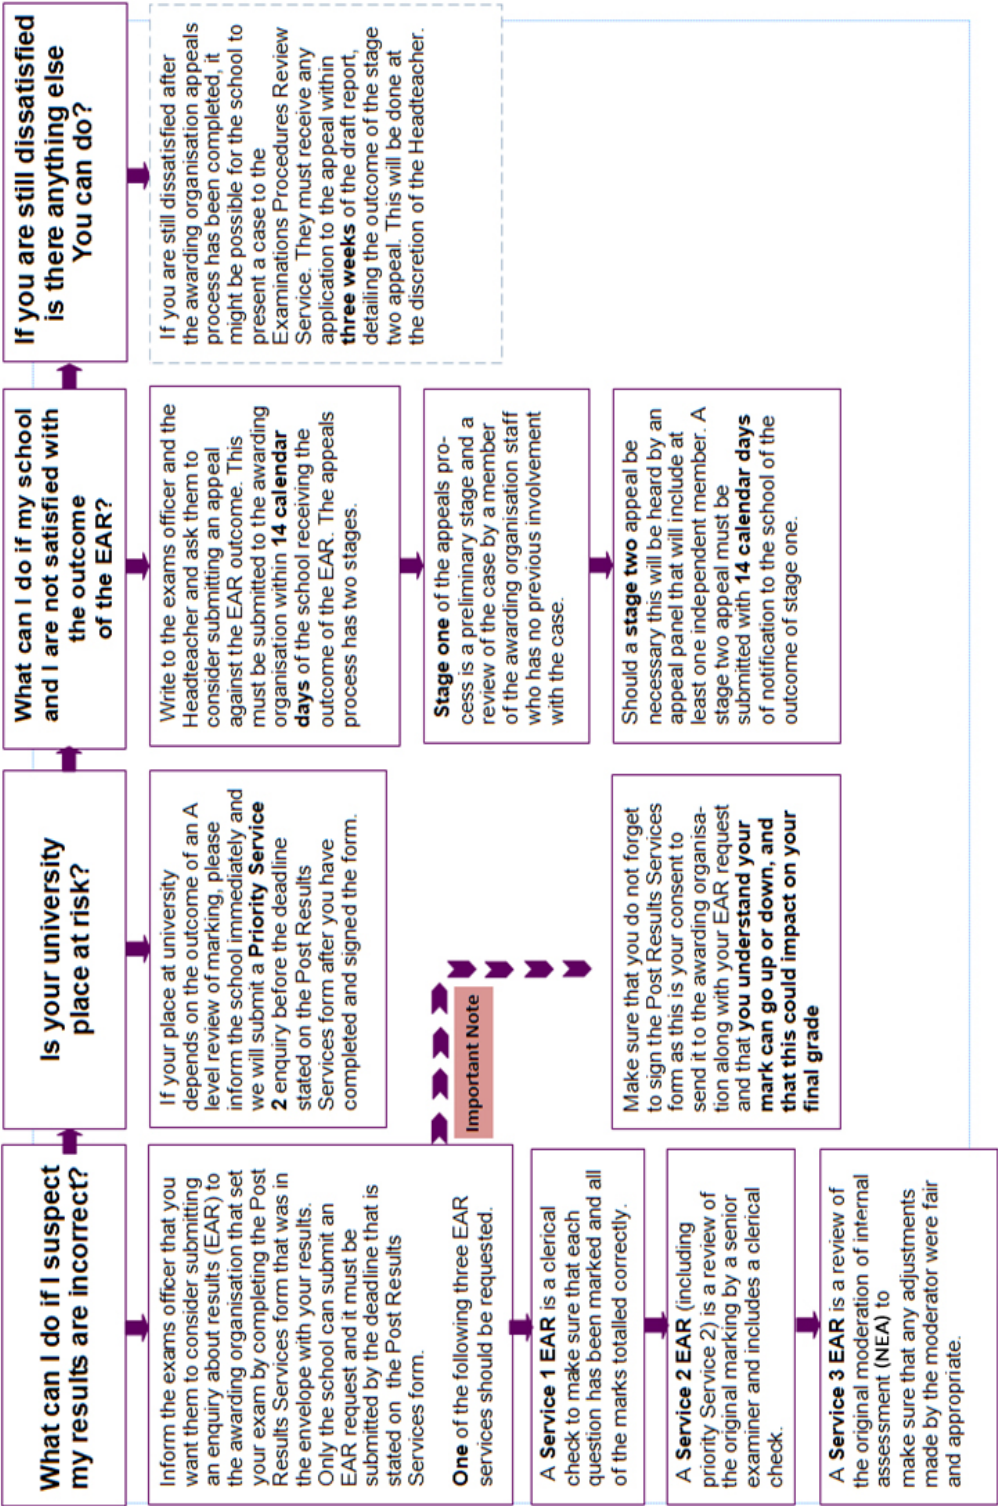 What can I do if I suspect
my results are incorrect?
Inform the exams officer that you
want them to consider submitting
an enquiry about results (EAR) to
the awarding organisation that set
your exam by completing the Post
Results Services form that was in
the envelope with your results.
Only the school can submit an
EAR request and it must be
submitted by the deadline that is
stated on the Post Results
Services form.
One of the following three EAR
services should be requested.
A Service 1 EAR is a clerical
check to make sure that each
question has been marked and all
of the marks totalled correctly.
A Service 2 EAR (including
priority Service 2) is a review of
the original marking by a senior
examiner and includes a clerical
check.
A Service 3 EAR is a review of
the original moderation of internal
assessment (NEA) to
make sure that any adjustments
made by the moderator were fair
and appropriate.
Is your university
place at risk?
If your place at university
depends on the outcome of an A
level review of marking, please
inform the school immediately and
we will submit a Priority Service
2 enquiry before the deadline
stated on the Post Results
Services form after you have
completed and signed the form.
Important Note
Make sure that you do not forget
to sign the Post Results Services
form as this is your consent to
send it to the awarding organisa-
tion along with your EAR request
and that you understand your
mark can go up or down, and
that this could impact on your
final grade
What can I do if my school
and I are not satisfied with
the outcome
of the EAR?
Write to the exams officer and the
Headteacher and ask them to
consider submitting an appeal
against the EAR outcome. This
must be submitted to the awarding
organisation within 14 calendar
days of the school receiving the
outcome of the EAR. The appeals
process has two stages.
Stage one of the appeals pro-
cess is a preliminary stage and a
review of the case by a member
of the awarding organisation staff
who has no previous involvement
with the case.
Should a stage two appeal be
necessary this will be heard by an
appeal panel that will include at
least one independent member. A
stage two appeal must be
submitted with 14 calendar days
of notification to the school of the
outcome of stage one.
If you are still dissatisfied
is there anything else
You can do?
If you are still dissatisfied after
the awarding organisation appeals
process has been completed, it
might be possible for the school to
present a case to the
Examinations Procedures Review
Service. They must receive any
application to the appeal within
three weeks of the draft report,
detailing the outcome of the stage
two appeal. This will be done at
the discretion of the Headteacher.